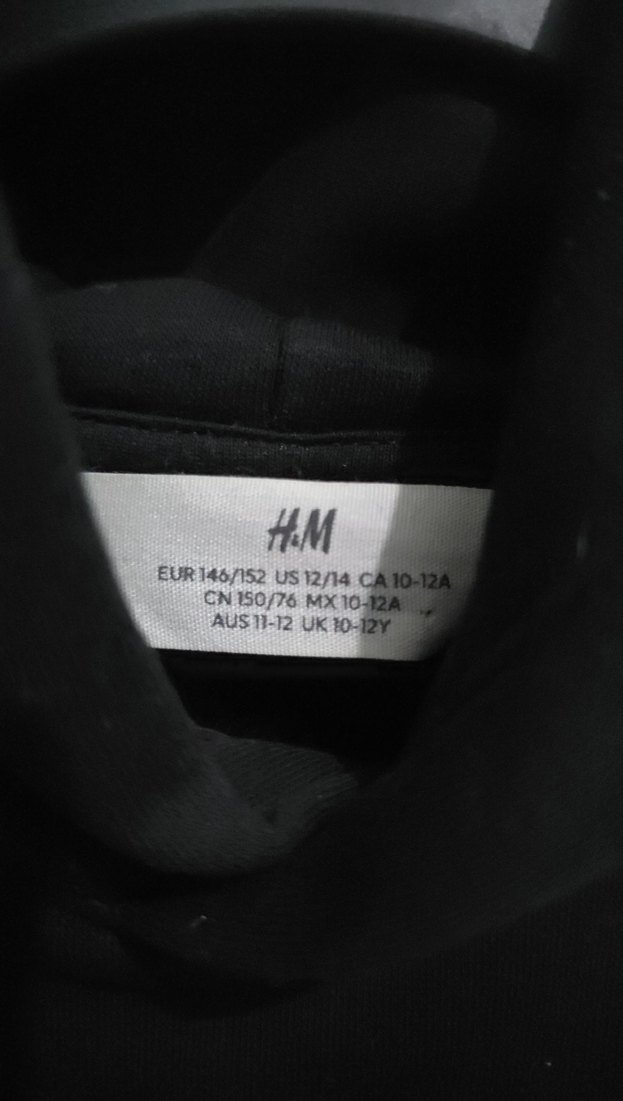 H&M
EUR 146/152 US 12/14 CA 10-12A
CN 150/76 MX 10-12A
AUS 11-12 UK 10-12Y